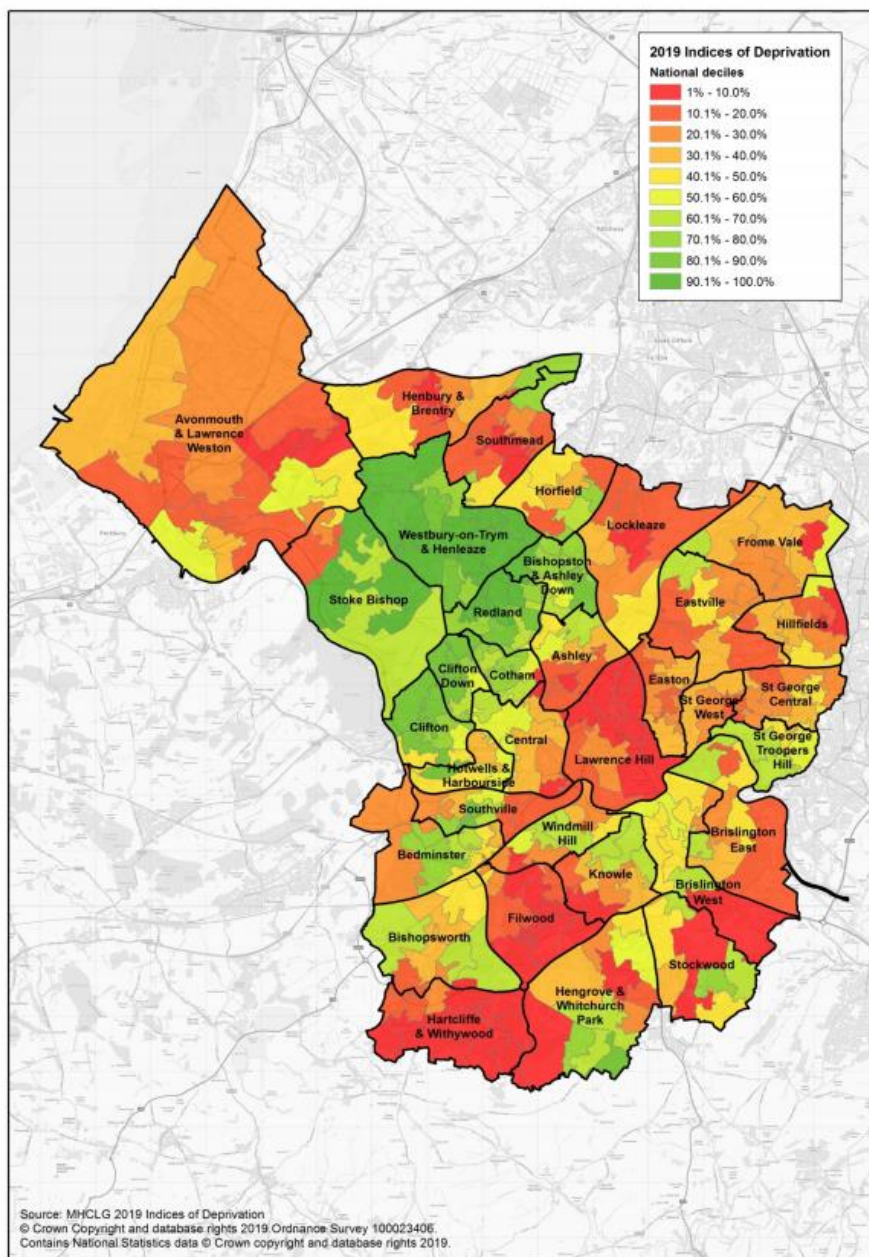 2019 Indices of Deprivation
National deciles
1% - 10.0%
10.1% - 20.0%
20.1% - 30.0%
30.1% - 40.0%
40.1% - 50.0%
50.1% - 60.0%
60.1% - 70.0%
70.1% - 80.0%
80.1% - 90.0%
90.1% - 100.0%
Avonmouth
& Lawrence
Weston
Henbury &
Brentry
Southmead
Horfield
Lockleaze
Frome Vale
Westbury-on-Trym
& Henleaze
Bishopston
& Ashley
Down
Stoke Bishop
Redland
Eastville
Hillfields
Ashley
Clifton
Down
Cotham
Easton
St George
West
St George
Central
Clifton
Central
Lawrence Hill
St George
Troopers
Hill
Hotwells &
Harbourside
Southville
Windmill
Hill
Brislington
East
Bedminster
Knowle
Brislington
West
Filwood
Bishopsworth
Stockwood
Hengrove &
Whitchurch
Park
Hartcliffe
& Withywood
Source: MHCLG 2019 Indices of Deprivation
© Crown Copyright and database rights 2019 Ordnance Survey 100023406.
Contains National Statistics data © Crown copyright and database rights 2019.